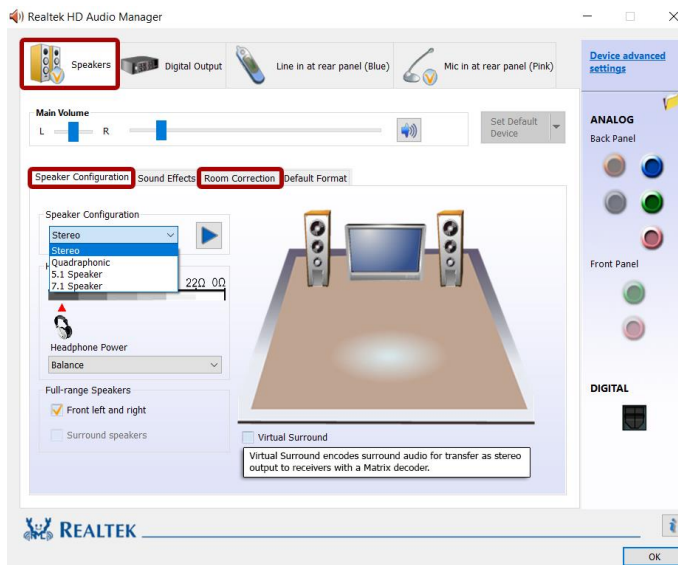 Realtek HD Audio Manager
Speakers
Digital Output
Line in at rear panel (Blue)
Mic in at rear panel (Pink)
Device advanced
settings
Main Volume
L
R
Set Default
Device
ANALOG
Back Panel
Speaker Configuration
Sound Effects
Room Correction
Default Format
Speaker Configuration
Stereo
Stereo
Quadraphonic
5.1 Speaker
7.1 Speaker
22Ω 0Ω
Headphone Power
Balance
Full-range Speakers
Front left and right
Surround speakers
Virtual Surround
Virtual Surround encodes surround audio for transfer as stereo
output to receivers with a Matrix decoder.
Front Panel
DIGITAL
REALTEK
i
OK